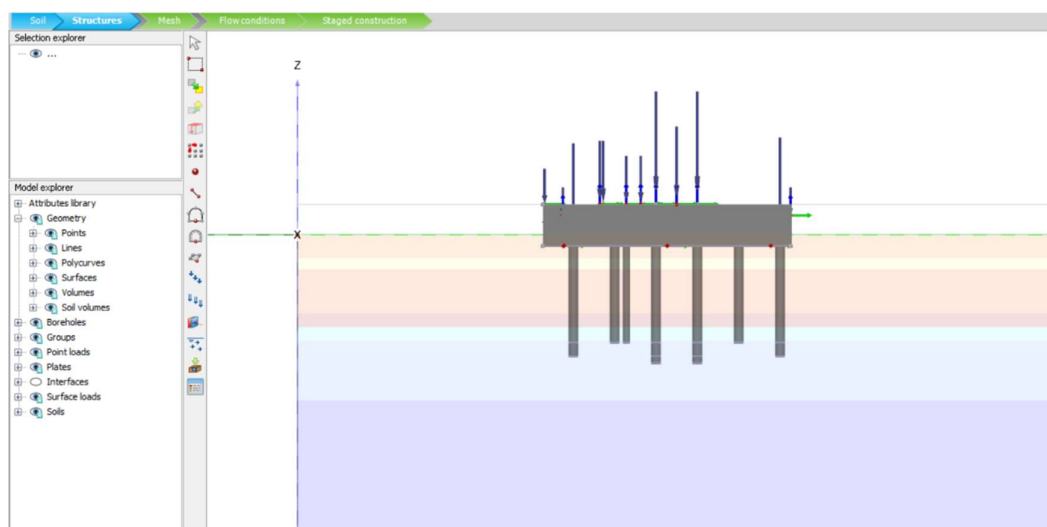 Soil Structures Mesh Flow conditions Staged construction
Selection explorer
...
Model explorer
Attributes library
Geometry
Points
Lines
Polycurves
Surfaces
Volumes
Soil volumes
Boreholes
Groups
Point loads
Plates
Interfaces
Surface loads
Soils
Z
X